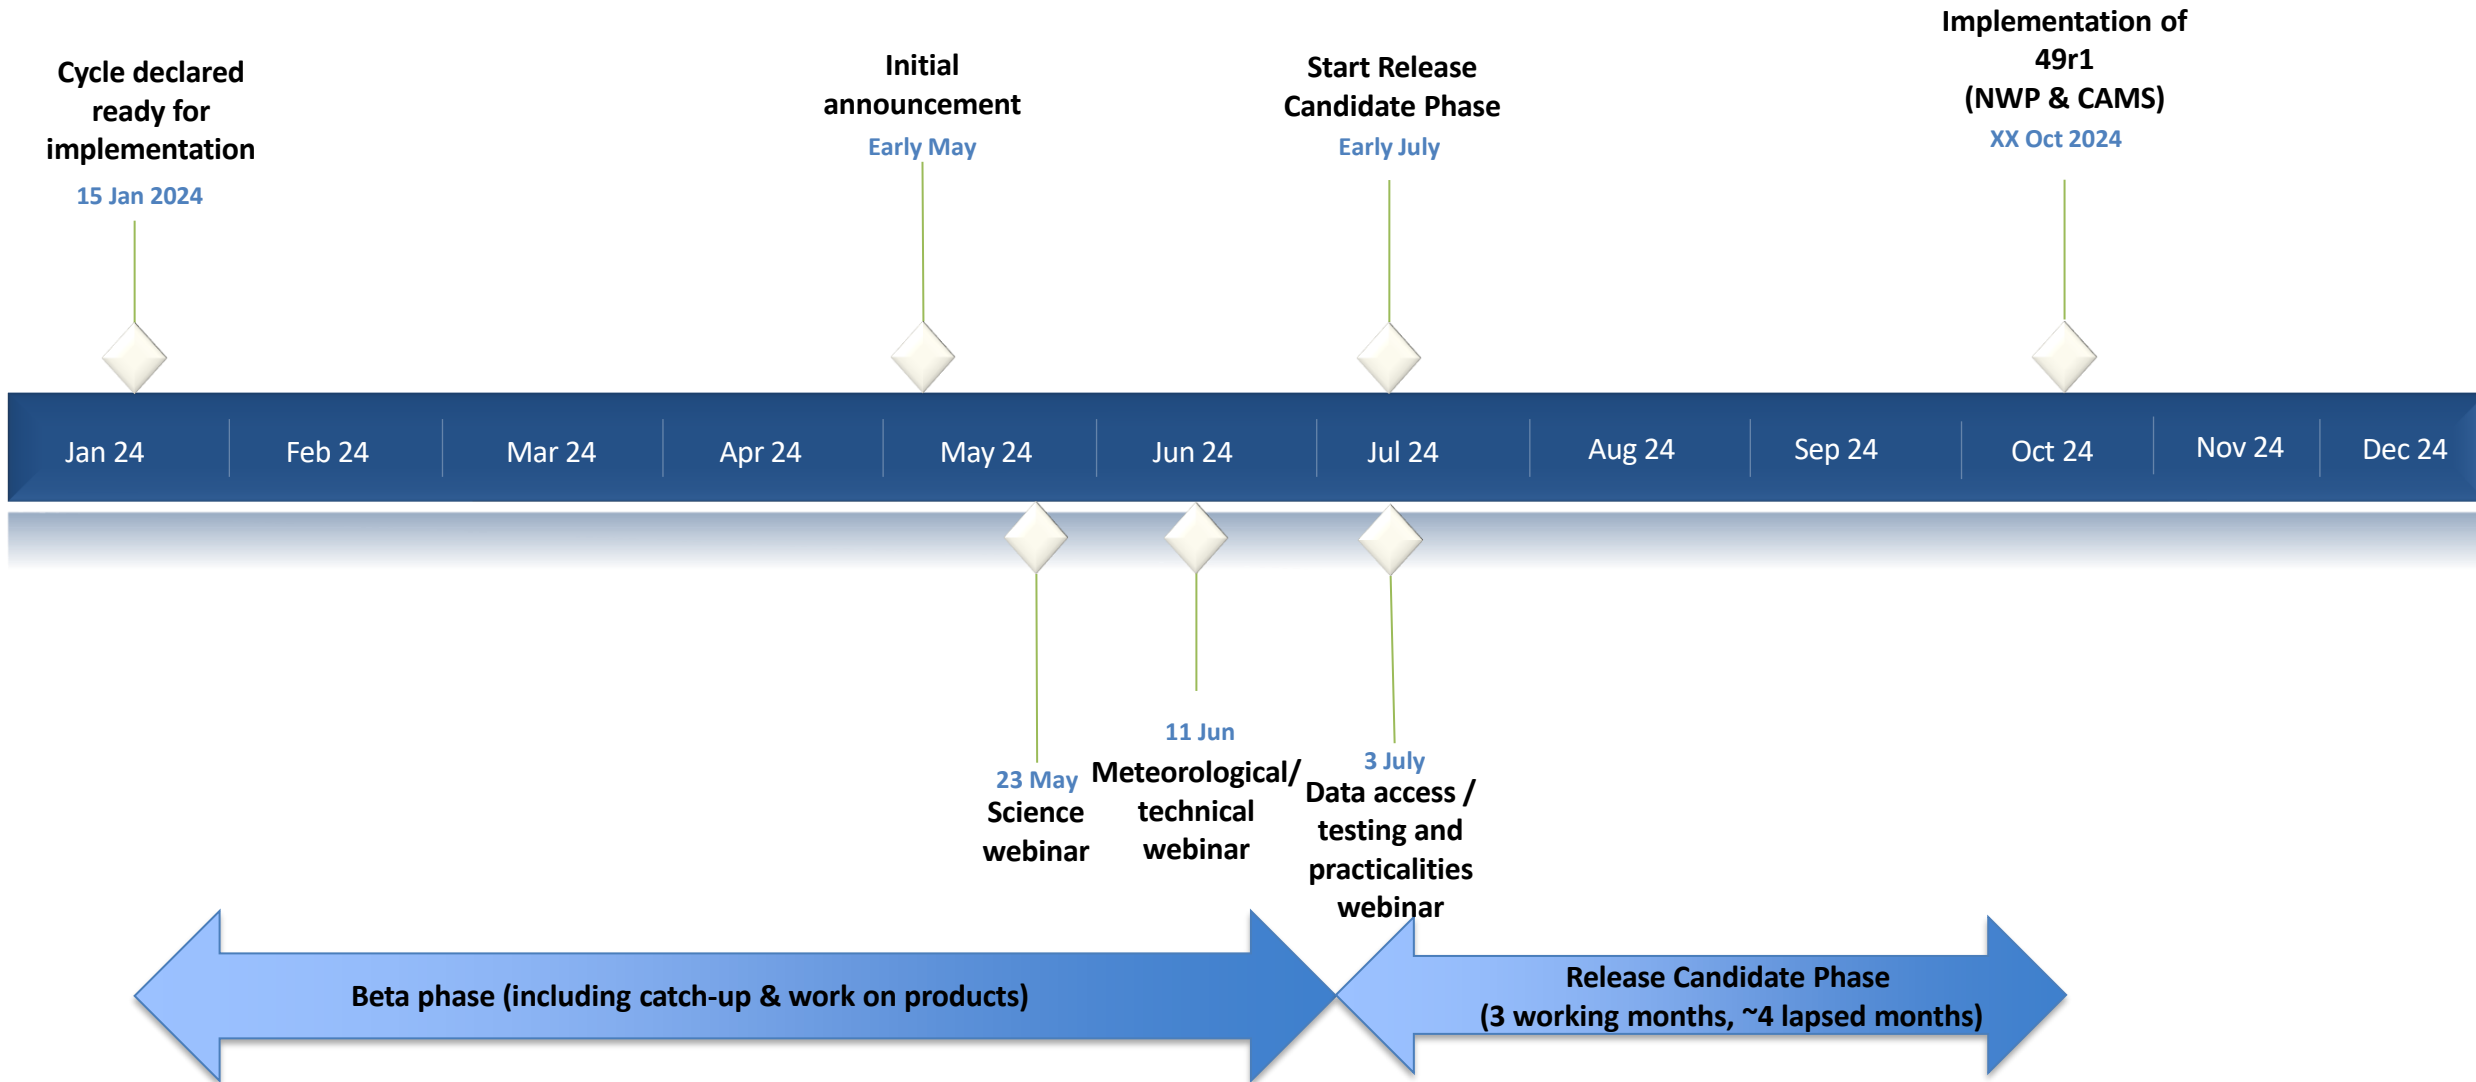 Cycle declared
ready for
implementation
15 Jan 2024
Initial
announcement
Early May
Start Release
Candidate Phase
Early July
Implementation of
49r1
(NWP & CAMS)
XX Oct 2024
Jan 24
Feb 24
Mar 24
Apr 24
May 24
Jun 24
Jul 24
Aug 24
Sep 24
Oct 24
Nov 24
Dec 24
23 May
Science
webinar
11 Jun
Meteorological/
technical
webinar
3 July
Data access /
testing and
practicalities
webinar
Beta phase (including catch-up & work on products)
Release Candidate Phase
(3 working months, ~4 lapsed months)